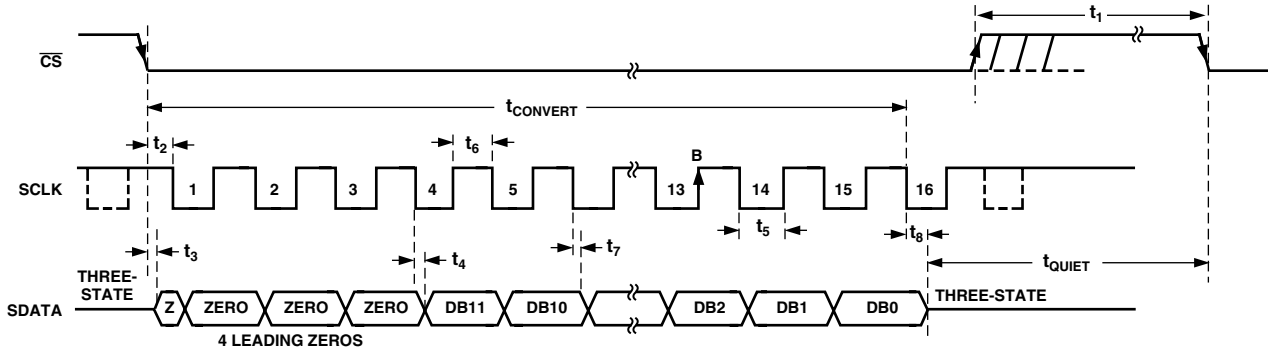 t1
CS
tCONVERT
t2
t6
B
SCLK
1
2
3
4
5
13
14
15
16
t3
t4
t7
t5
t8
tQUIET
THREE-
STATE
SDATA
Z
ZERO
ZERO
ZERO
DB11
DB10
DB2
DB1
DB0
THREE-STATE
4 LEADING ZEROS